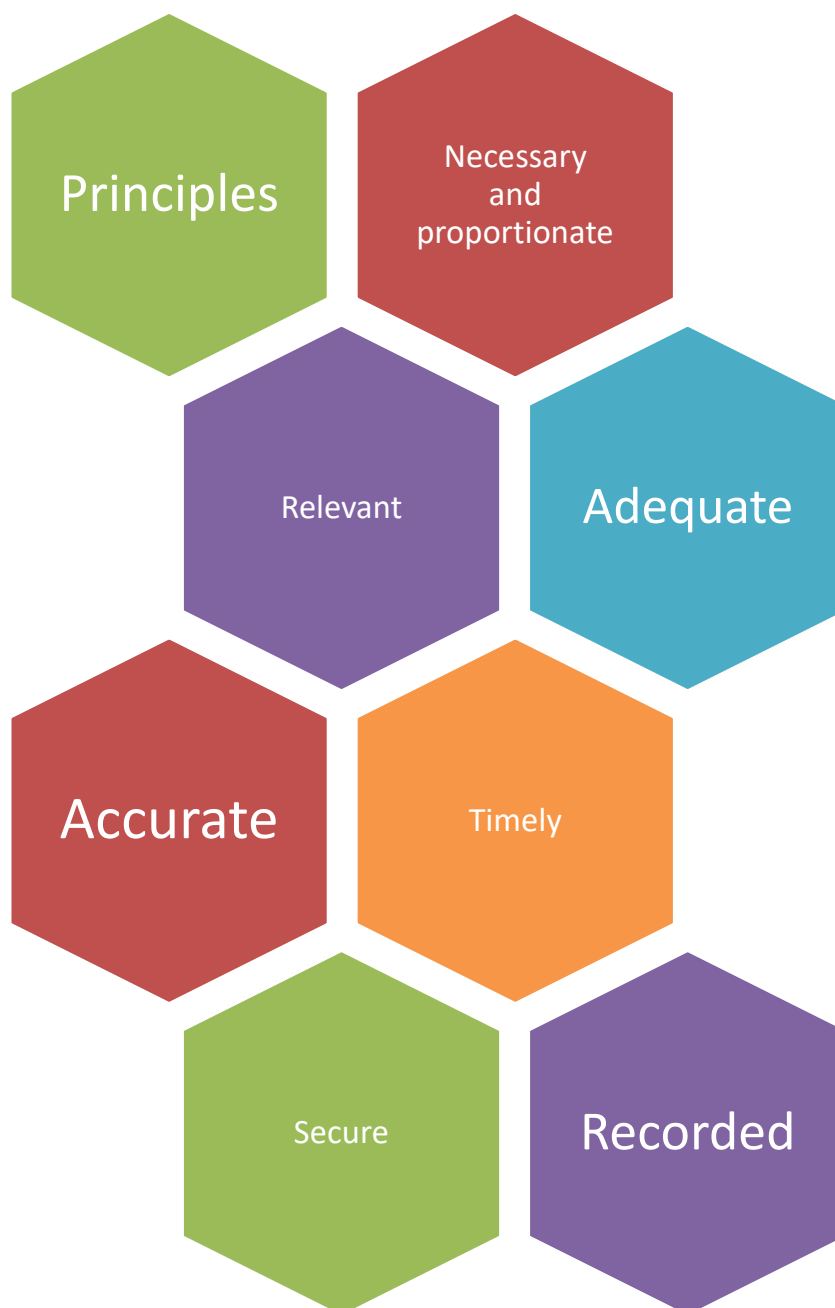 Principles
Necessary
and
proportionate
Relevant
Adequate
Accurate
Timely
Secure
Recorded